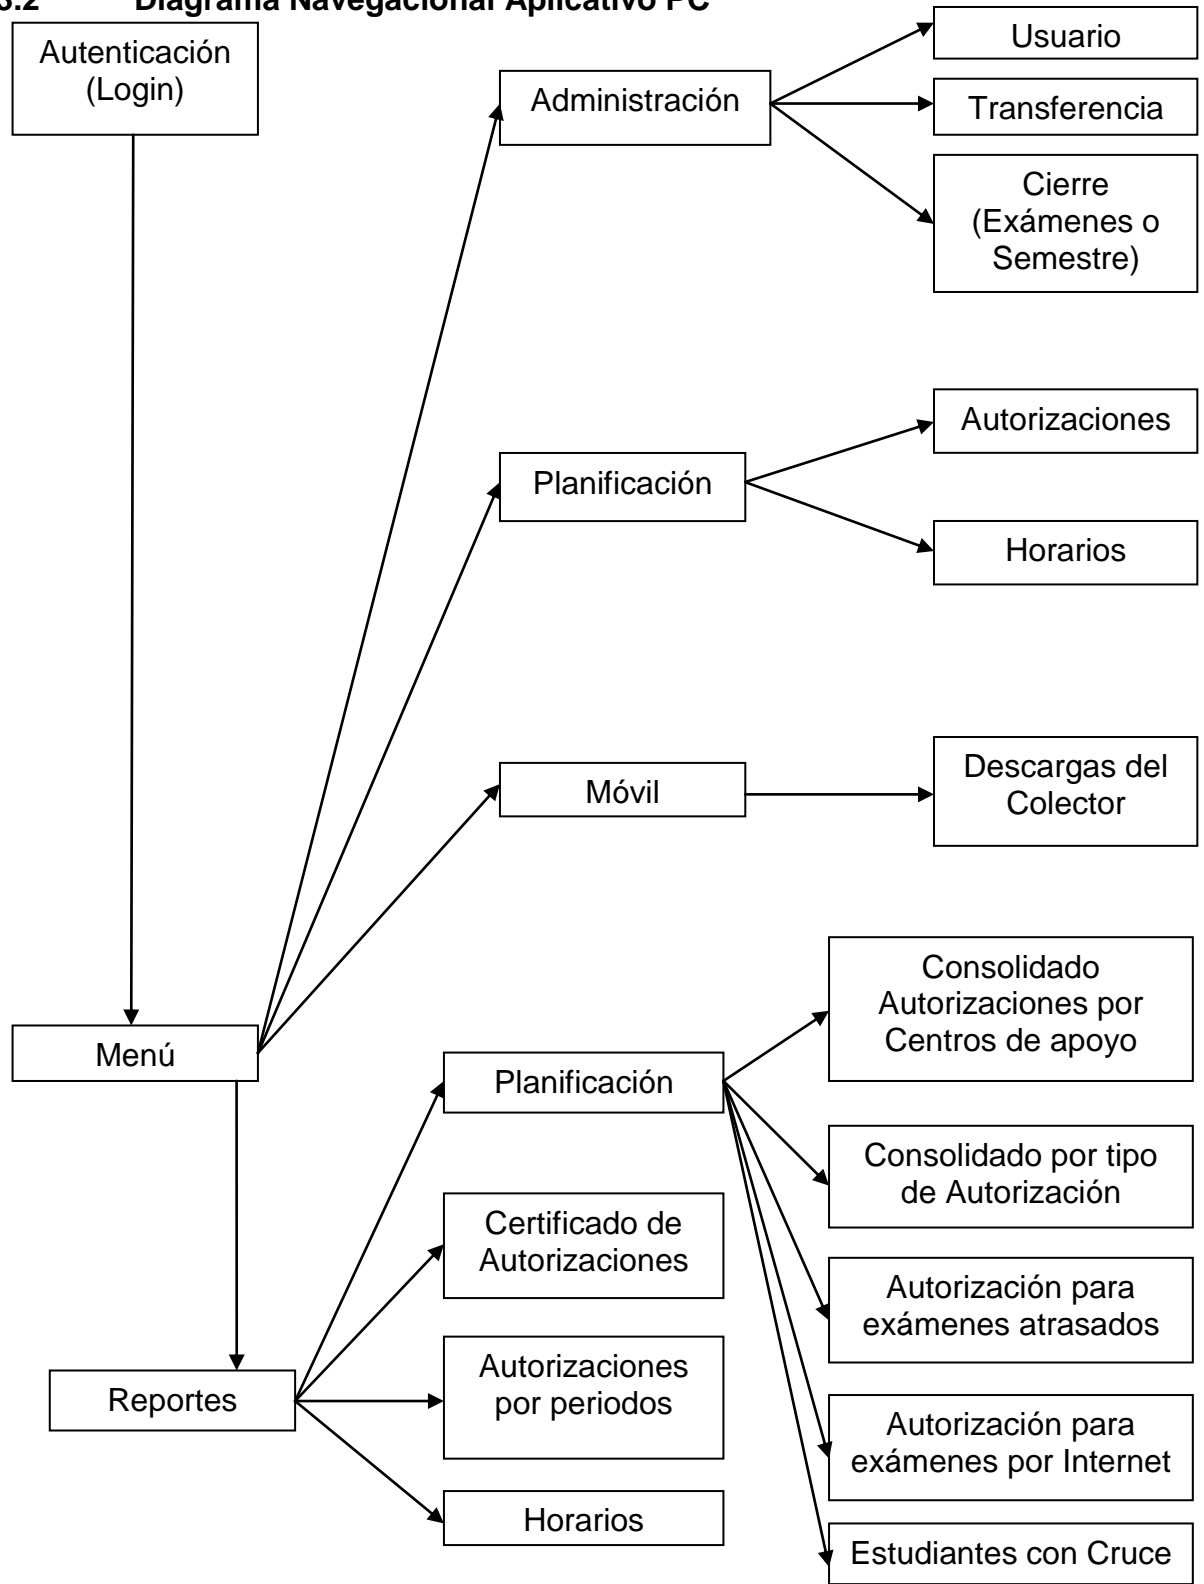 3.2 Diagrama Navegacional Aplicativo PC
Autenticación
(Login)
Administración
Usuario
Transferencia
Cierre
(Exámenes o
Semestre)
Planificación
Autorizaciones
Horarios
Móvil
Descargas del
Colector
Menú
Planificación
Consolidado
Autorizaciones por
Centros de apoyo
Consolidado por tipo
de Autorización
Certificado de
Autorizaciones
Autorización para
exámenes atrasados
Reportes
Autorizaciones
por periodos
Autorización para
exámenes por Internet
Horarios
Estudiantes con Cruce